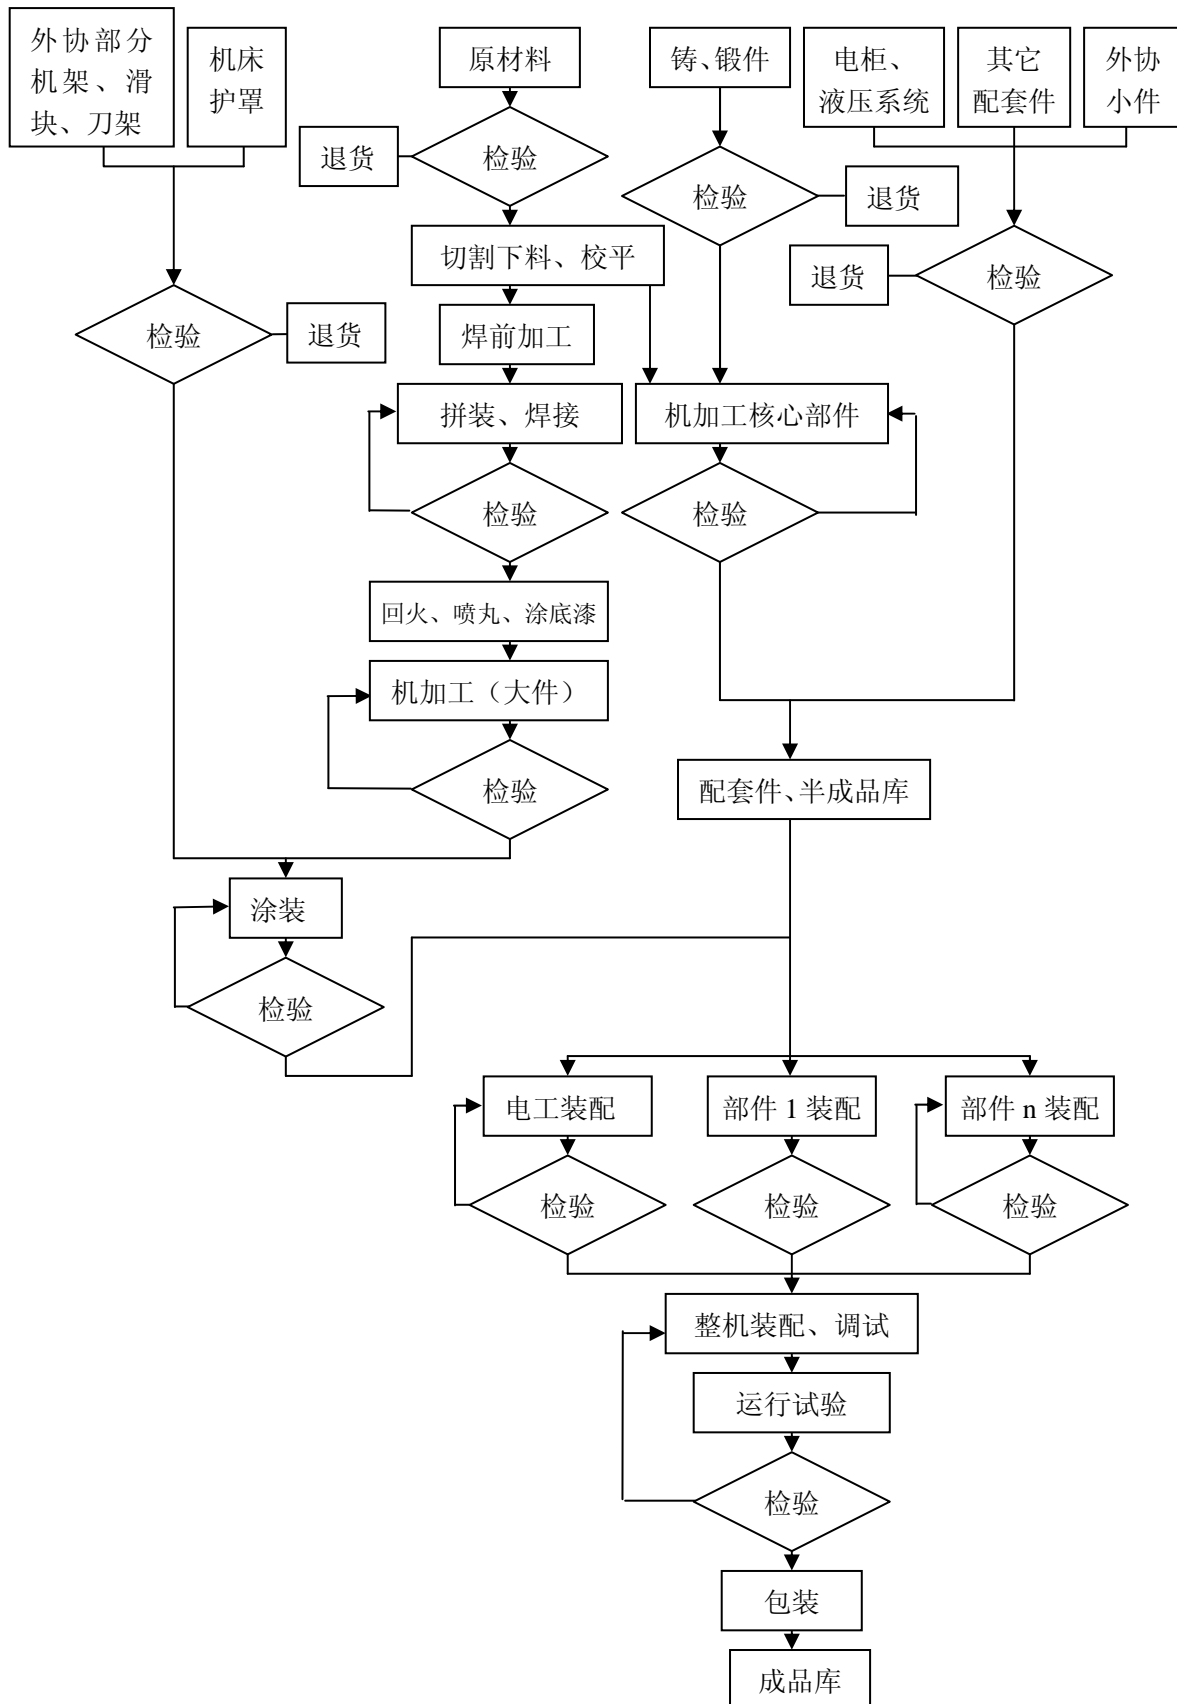 外协部分
机架、滑
块、刀架
机床
护罩
原材料
铸、锻件
电柜、
液压系统
其它
配套件
外协
小件
退货
检验
检验
退货
切割下料、校平
退货
检验
检验
退货
焊前加工
拼装、焊接
机加工核心部件
检验
检验
回火、喷丸、涂底漆
机加工（大件）
检验
配套件、半成品库
涂装
检验
电工装配
部件 1 装配
部件 n 装配
检验
检验
检验
整机装配、调试
运行试验
检验
包装
成品库